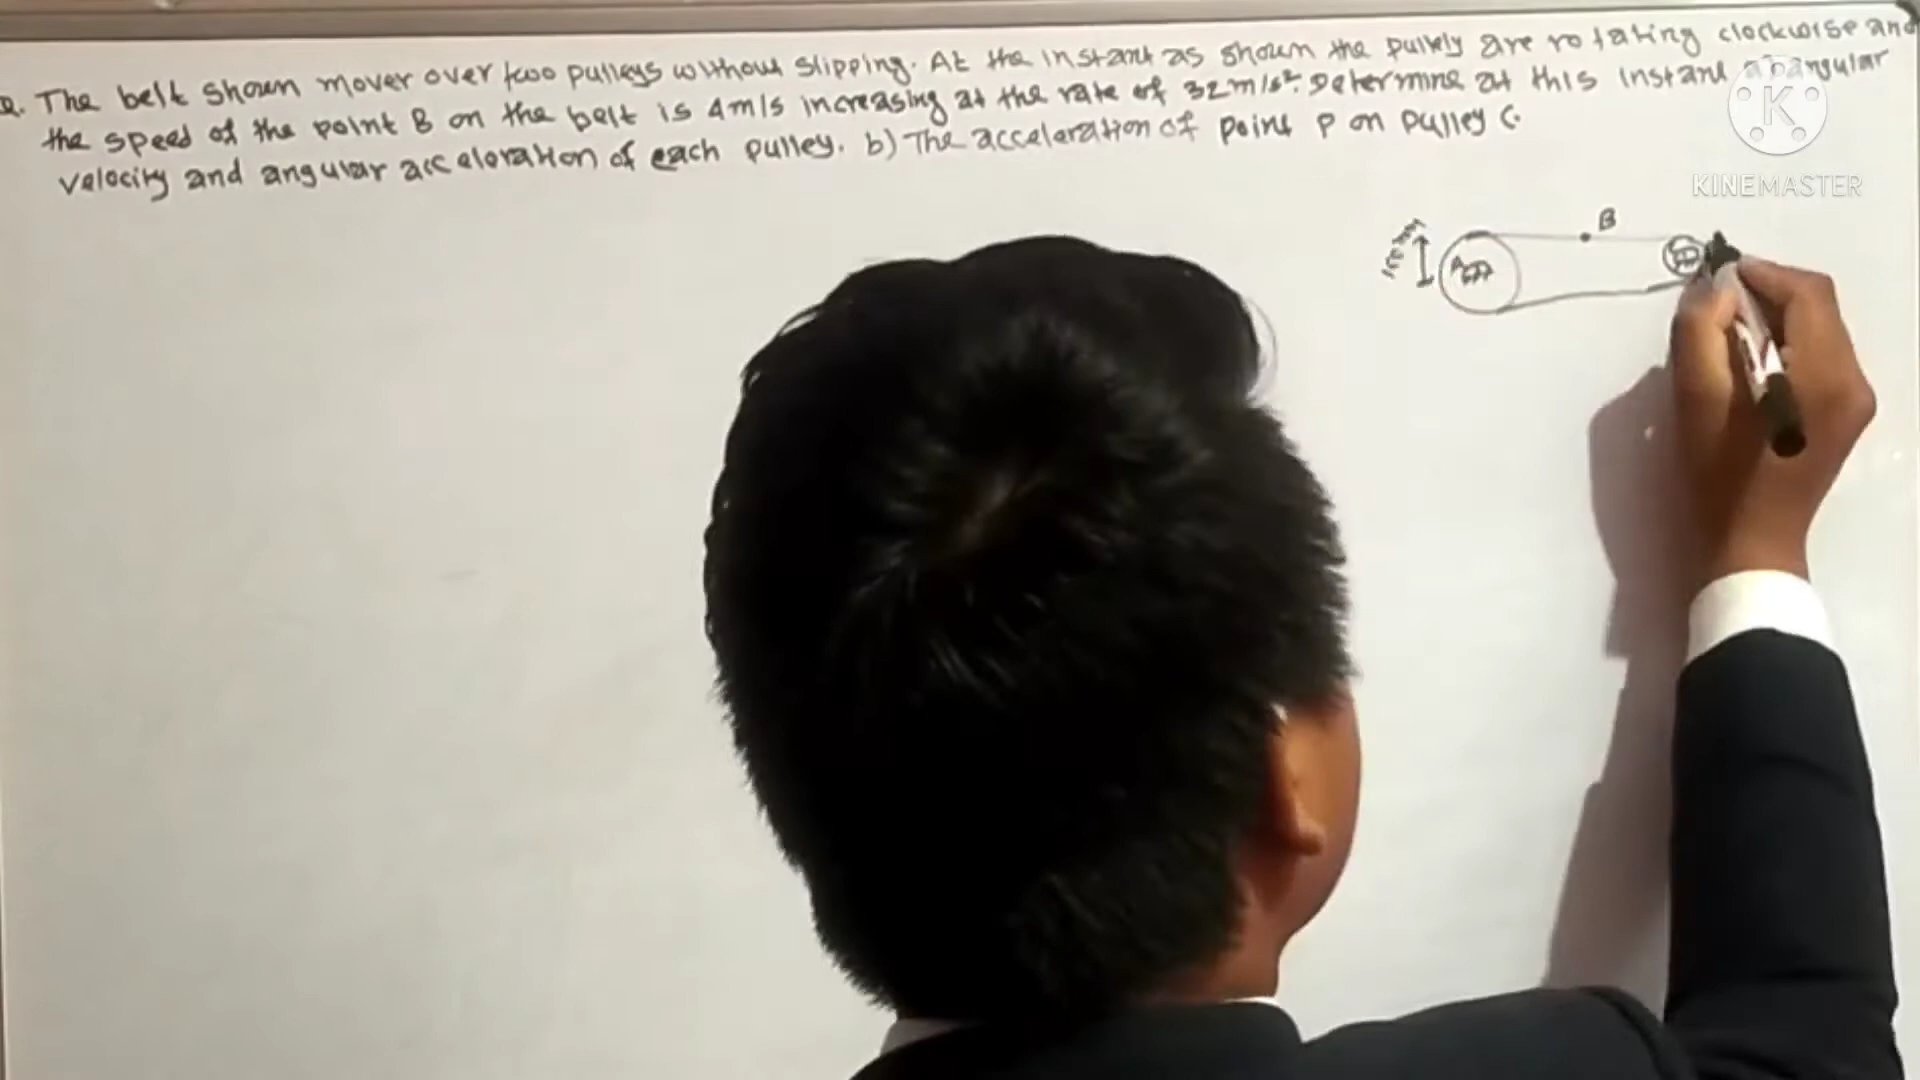 Q. The belt shown mover over two pulleys without slipping. At the instant as shown the pullely are rotating clockwise and
the speed of the point B on the belt is 4m/s increasing at the rate of 32m/s². Determine at this instant a) angular
velocity and angular acceleration of each pulley. b) The acceleration of point P on pulley C.
K
KINEMASTER
B
A